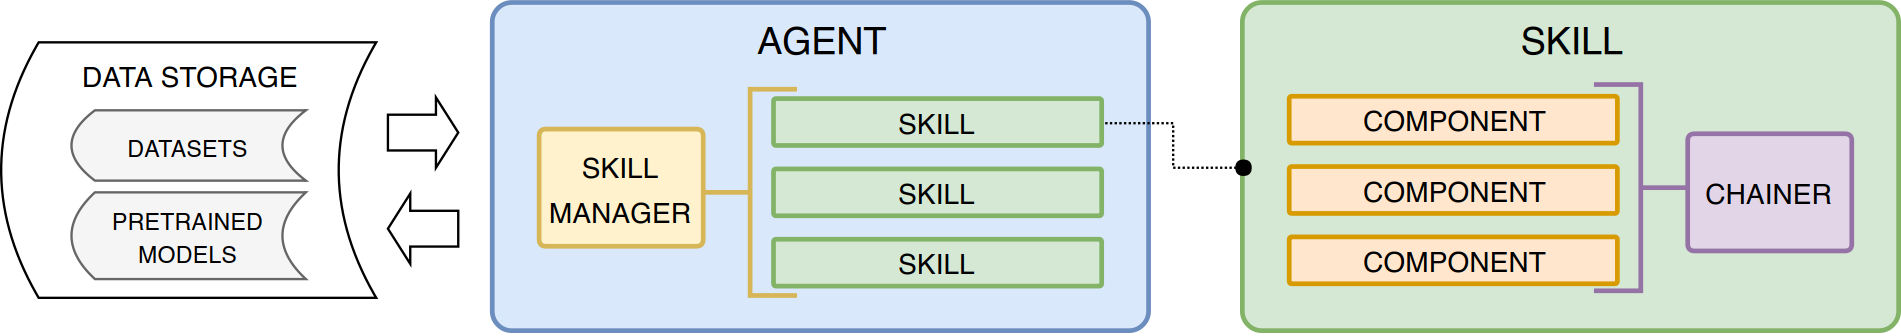 DATA STORAGE
DATASETS
PRETRAINED
MODELS
AGENT
SKILL
MANAGER
SKILL
SKILL
SKILL
SKILL
COMPONENT
COMPONENT
COMPONENT
CHAINER